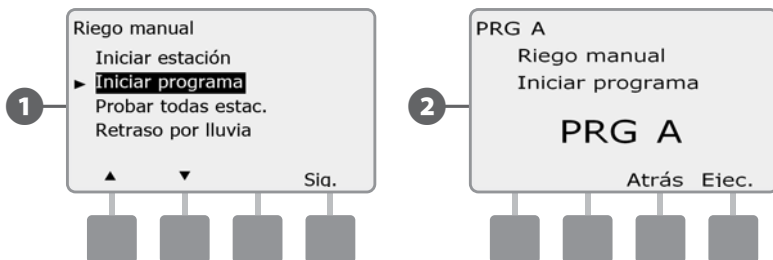 1
Riego manual
Iniciar estación
► Iniciar programa
Probar todas estac.
Retraso por lluvia
▲ ▼ Sig.
2
PRG A
Riego manual
Iniciar programa
PRG A
Atrás Ejec.